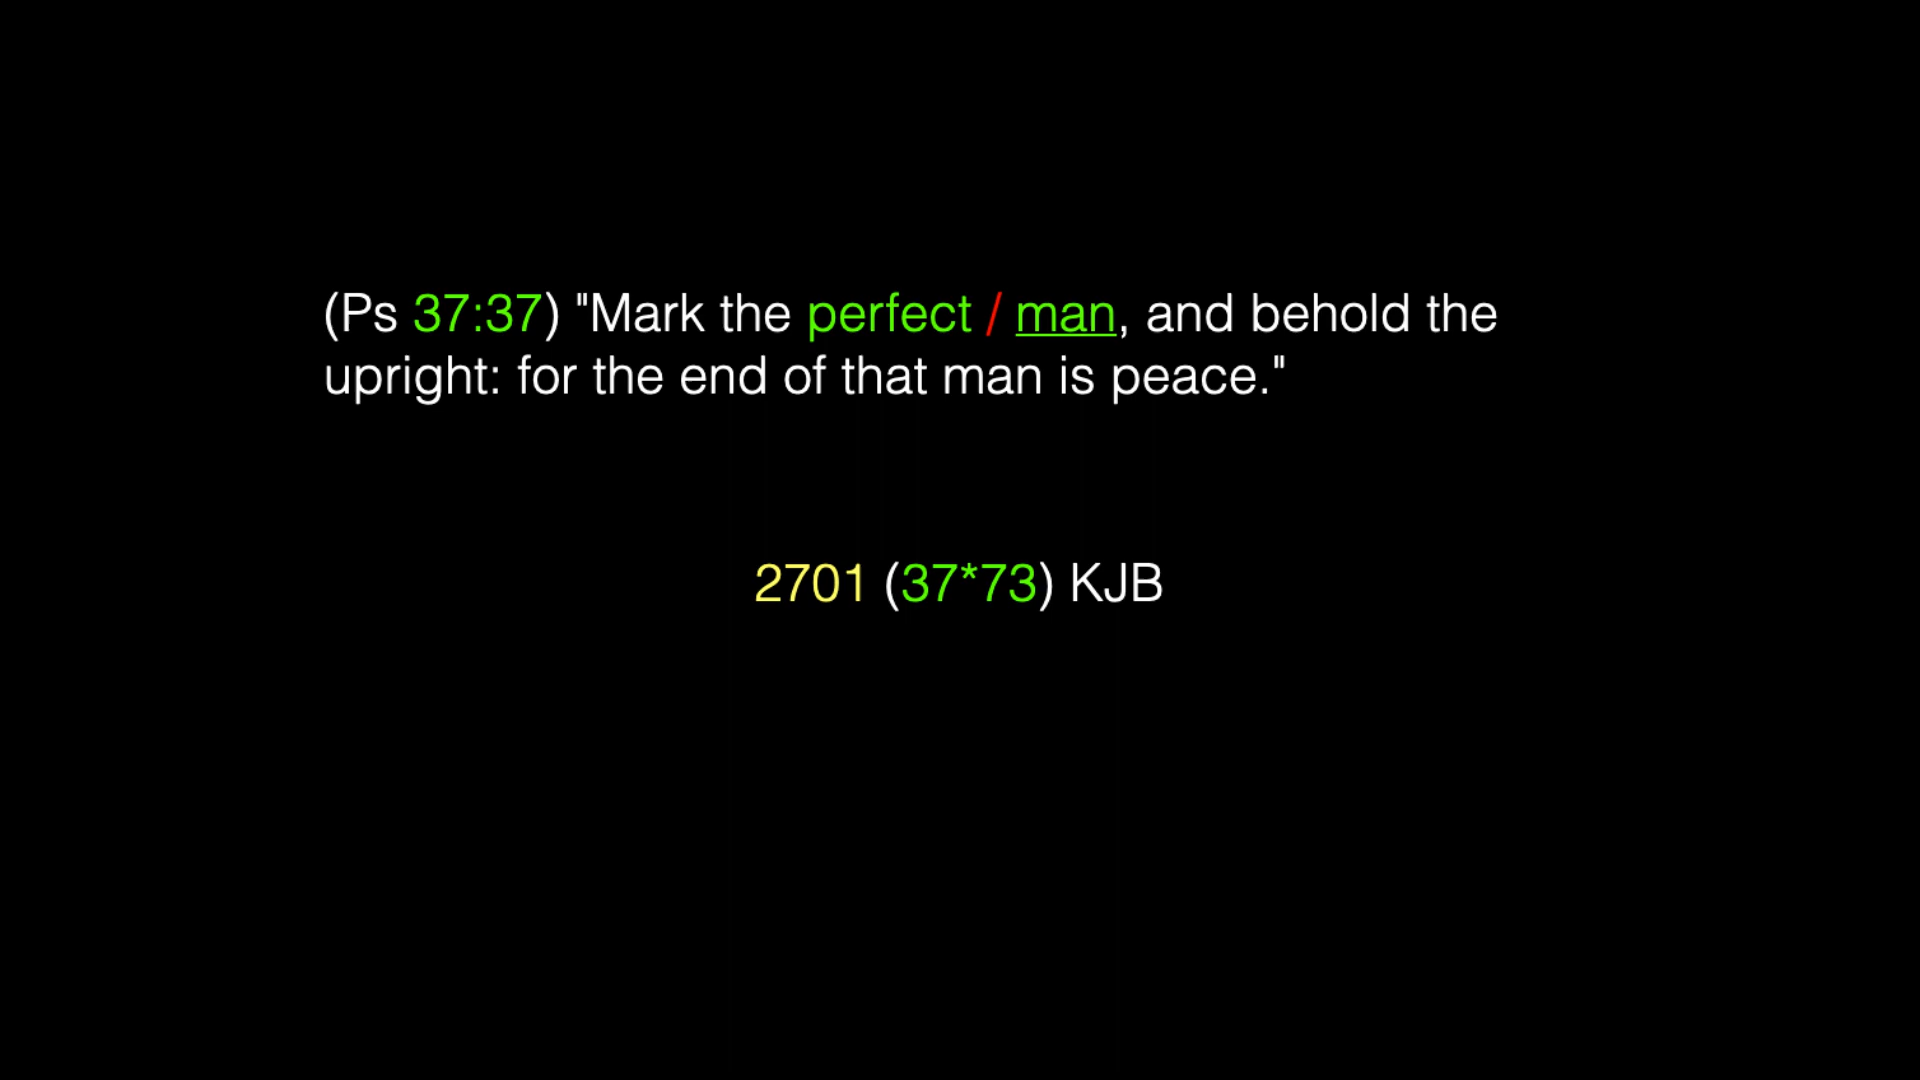 (Ps 37:37) "Mark the perfect / man, and behold the
upright: for the end of that man is peace."
2701 (37*73) KJB